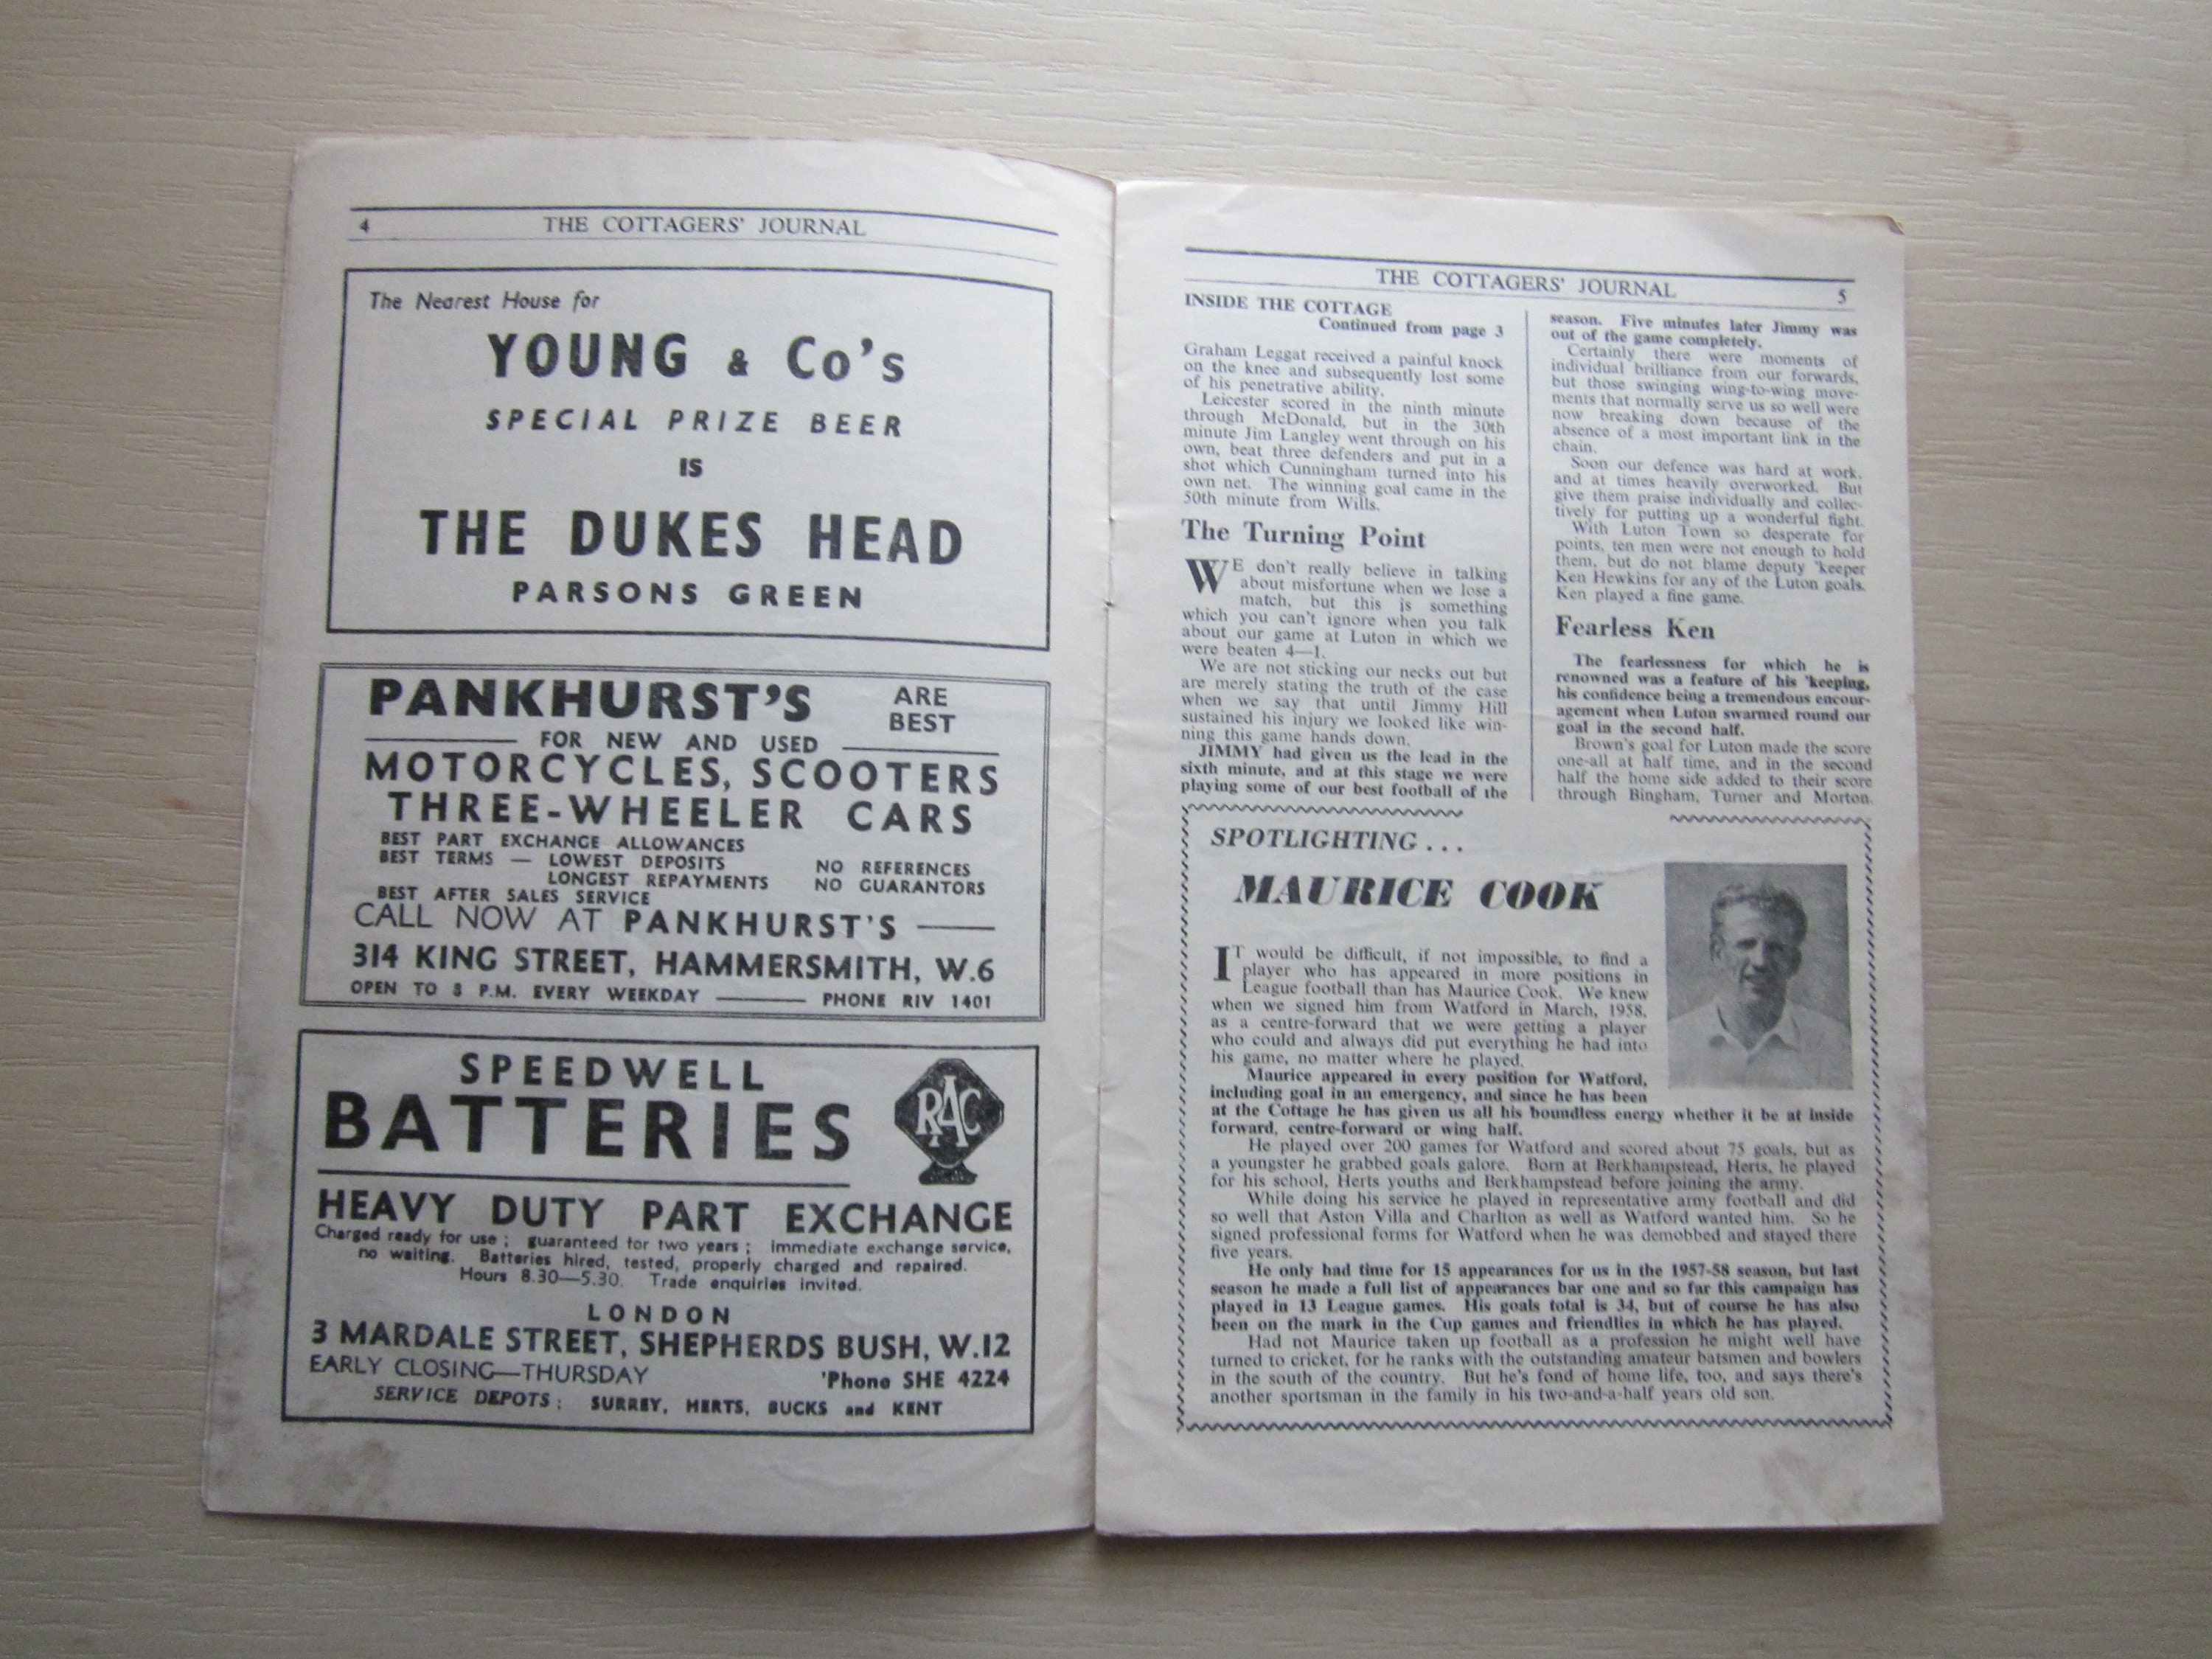 4
THE COTTAGERS' JOURNAL
The Nearest House for
YOUNG & Co's
SPECIAL PRIZE BEER
IS
THE DUKES HEAD
PARSONS GREEN
PANKHURST'S
ARE
BEST
FOR NEW AND USED
MOTORCYCLES, SCOOTERS
THREE-WHEELER CARS
BEST PART EXCHANGE ALLOWANCES
BEST TERMS — LOWEST DEPOSITS
LONGEST REPAYMENTS
NO REFERENCES
NO GUARANTORS
BEST AFTER SALES SERVICE
CALL NOW AT PANKHURST'S
314 KING STREET, HAMMERSMITH, W.6
OPEN TO 8 P.M. EVERY WEEKDAY
PHONE RIV 1401
SPEEDWELL
BATTERIES
RAC
HEAVY DUTY PART EXCHANGE
Charged ready for use; guaranteed for two years; immediate exchange service,
no waiting. Batteries hired, tested, properly charged and repaired.
Hours 8.30—5.30. Trade enquiries invited.
LONDON
3 MARDALE STREET, SHEPHERDS BUSH, W.12
EARLY CLOSING—THURSDAY
'Phone SHE 4224
SERVICE DEPOTS: SURREY, HERTS, BUCKS and KENT
THE COTTAGERS' JOURNAL
5
INSIDE THE COTTAGE
Continued from page 3
Graham Leggat received a painful knock
on the knee and subsequently lost some
of his penetrative ability.
Leicester scored in the ninth minute
through McDonald, but in the 30th
minute Jim Langley went through on his
own, beat three defenders and put in a
shot which Cunningham turned into his
own net. The winning goal came in the
50th minute from Wills.
The Turning Point
WE don't really believe in talking
about misfortune when we lose a
match, but this is something
which you can't ignore when you talk
about our game at Luton in which we
were beaten 4—1.
We are not sticking our necks out but
are merely stating the truth of the case
when we say that until Jimmy Hill
sustained his injury we looked like win-
ning this game hands down.
JIMMY had given us the lead in the
sixth minute, and at this stage we were
playing some of our best football of the
season. Five minutes later Jimmy was
out of the game completely.
Certainly there were moments of
individual brilliance from our forwards,
but those swinging wing-to-wing move-
ments that normally serve us so well were
now breaking down because of the
absence of a most important link in the
chain.
Soon our defence was hard at work,
and at times heavily overworked. But
give them praise individually and collec-
tively for putting up a wonderful fight.
With Luton Town so desperate for
points, ten men were not enough to hold
them, but do not blame deputy 'keeper
Ken Hewkins for any of the Luton goals.
Ken played a fine game.
Fearless Ken
The fearlessness for which he is
renowned was a feature of his 'keeping,
his confidence being a tremendous encour-
agement when Luton swarmed round our
goal in the second half.
Brown's goal for Luton made the score
one-all at half time, and in the second
half the home side added to their score
through Bingham, Turner and Morton.
SPOTLIGHTING . . .
MAURICE COOK
IT would be difficult, if not impossible, to find a
player who has appeared in more positions in
League football than has Maurice Cook. We knew
when we signed him from Watford in March, 1958,
as a centre-forward that we were getting a player
who could and always did put everything he had into
his game, no matter where he played.
Maurice appeared in every position for Watford,
including goal in an emergency, and since he has been
at the Cottage he has given us all his boundless energy whether it be at inside
forward, centre-forward or wing half.
He played over 200 games for Watford and scored about 75 goals, but as
a youngster he grabbed goals galore. Born at Berkhampstead, Herts, he played
for his school, Herts youths and Berkhampstead before joining the army.
While doing his service he played in representative army football and did
so well that Aston Villa and Charlton as well as Watford wanted him. So he
signed professional forms for Watford when he was demobbed and stayed there
five years.
He only had time for 15 appearances for us in the 1957-58 season, but last
season he made a full list of appearances bar one and so far this campaign has
played in 13 League games. His goals total is 34, but of course he has also
been on the mark in the Cup games and friendlies in which he has played.
Had not Maurice taken up football as a profession he might well have
turned to cricket, for he ranks with the outstanding amateur batsmen and bowlers
in the south of the country. But he's fond of home life, too, and says there's
another sportsman in the family in his two-and-a-half years old son.